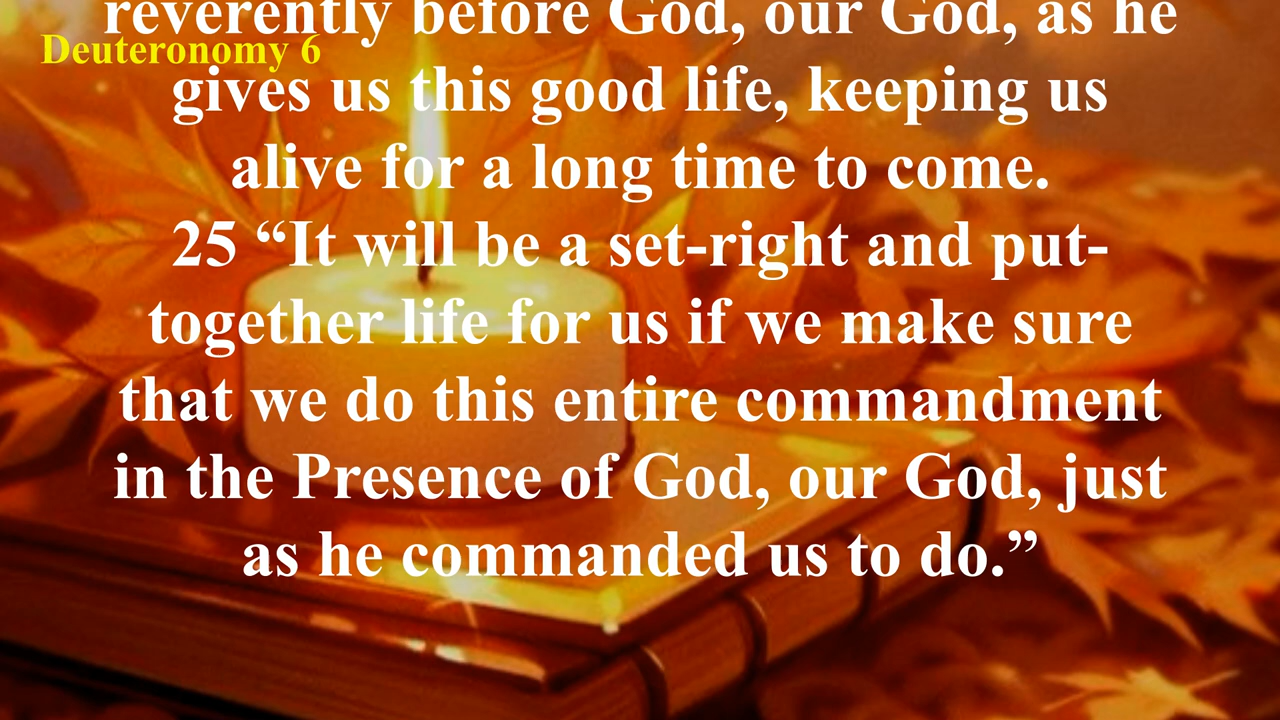 reverently before God, our God, as he
Deuteronomy 6
gives us this good life, keeping us
alive for a long time to come.
25 “It will be a set-right and put-
together life for us if we make sure
that we do this entire commandment
in the Presence of God, our God, just
as he commanded us to do.”